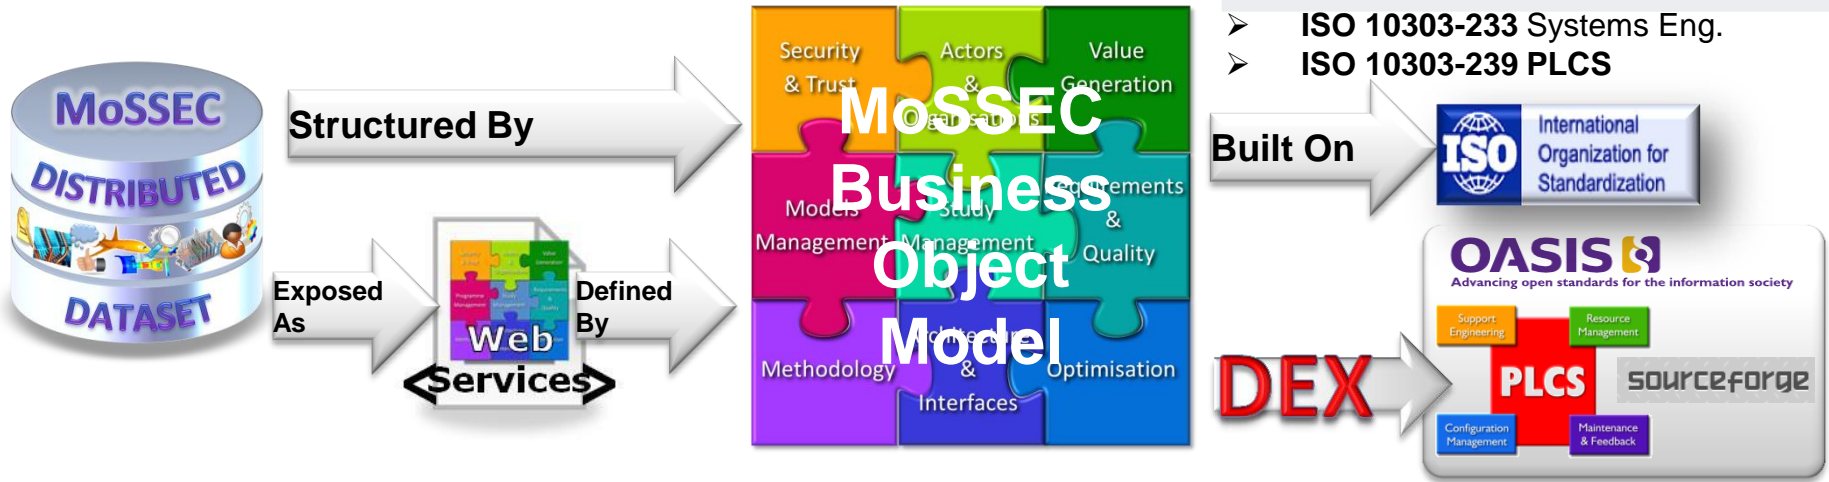 ISO 10303-233 Systems Eng.
ISO 10303-239 PLCS
MoSSEC
DISTRIBUTED
DATASET
Structured By
Exposed
As
Web
<Services>
Defined
By
Security
& Trust
Actors
&
Organisations
Value
Generation
Models
Management
Study
Management
Requirements
&
Quality
Methodology
Architecture
&
Interfaces
Optimisation
MoSSEC
Business
Object
Model
Built On
ISO
International
Organization for
Standardization
DEX
OASIS
Advancing open standards for the information society
Support
Engineering
Resource
Management
PLCS
Configuration
Management
Maintenance
& Feedback
sourceforge